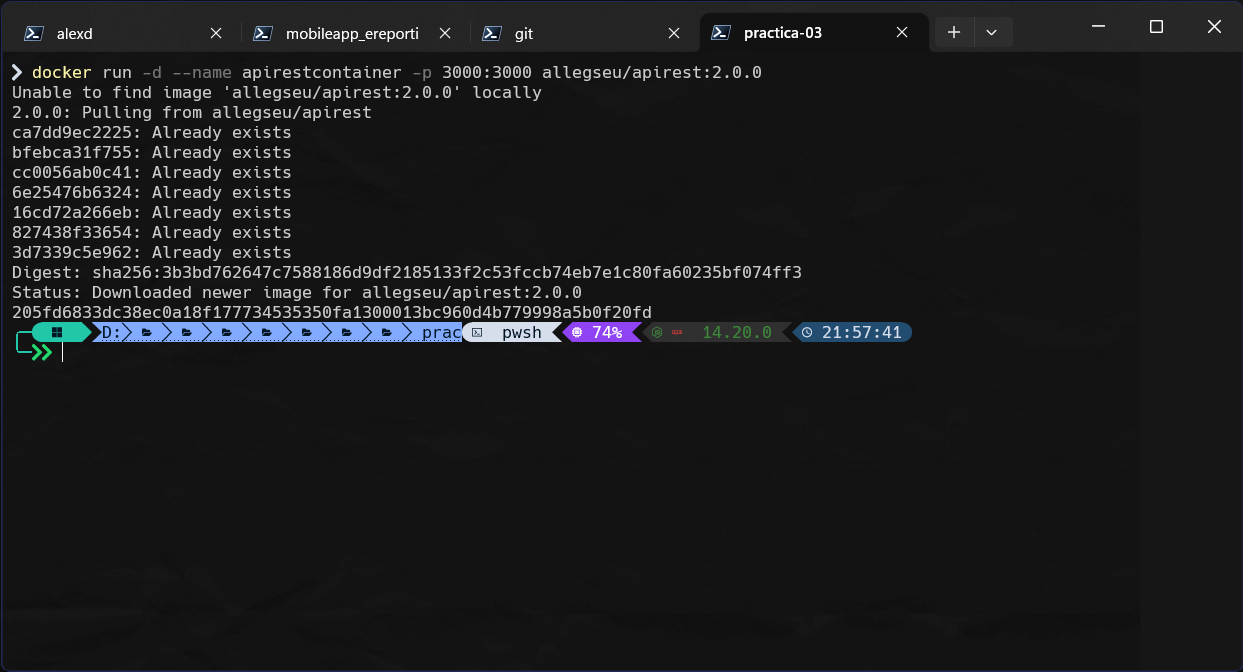 alexd
mobileapp_ereporti
git
practica-03
docker run -d --name apirestcontainer -p 3000:3000 allegseu/apirest:2.0.0
Unable to find image 'allegseu/apirest:2.0.0' locally
2.0.0: Pulling from allegseu/apirest
ca7dd9ec2225: Already exists
bfebca31f755: Already exists
cc0056ab0c41: Already exists
6e25476b6324: Already exists
16cd72a266eb: Already exists
827438f33654: Already exists
3d7339c5e962: Already exists
Digest: sha256:3b3bd762647c7588186d9df2185133f2c53fccb74eb7e1c80fa60235bf074ff3
Status: Downloaded newer image for allegseu/apirest:2.0.0
205fd6833dc38ec0a18f177734535350fa1300013bc960d4b779998a5b0f20fd
D: prac pwsh 74% 14.20.0 21:57:41